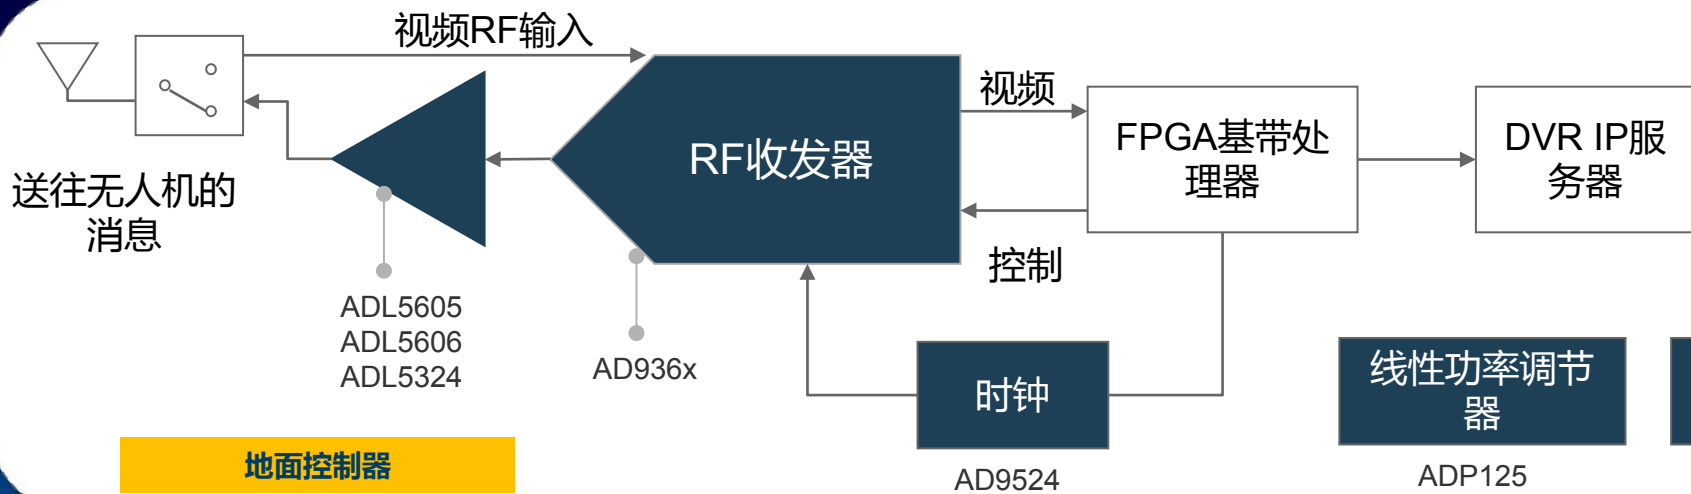 视频RF输入
送往无人机的
消息
ADL5605
ADL5606
ADL5324
RF收发器
AD936x
视频
控制
FPGA基带处
理器
DVR IP服
务器
时钟
AD9524
线性功率调节
器
ADP125
地面控制器